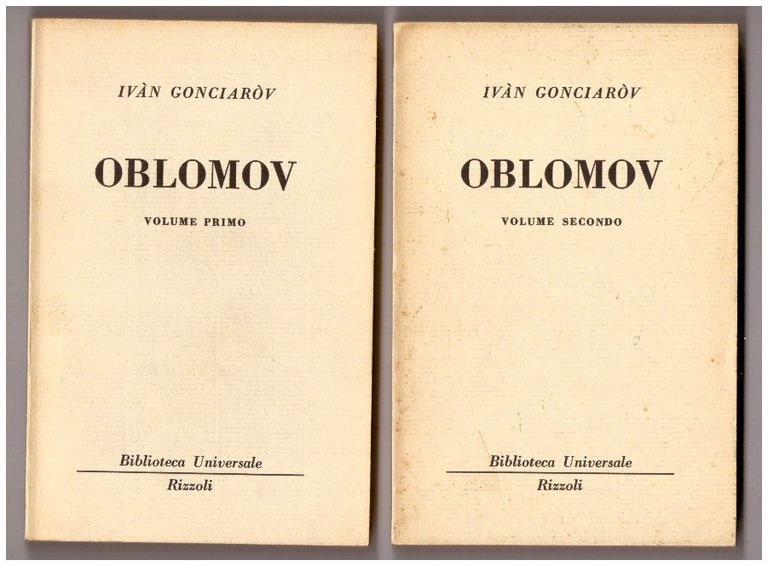 IVÀN GONCIARÒV
OBLOMOV
VOLUME PRIMO
Biblioteca Universale
Rizzoli
IVÀN GONCIARÒV
OBLOMOV
VOLUME SECONDO
Biblioteca Universale
Rizzoli